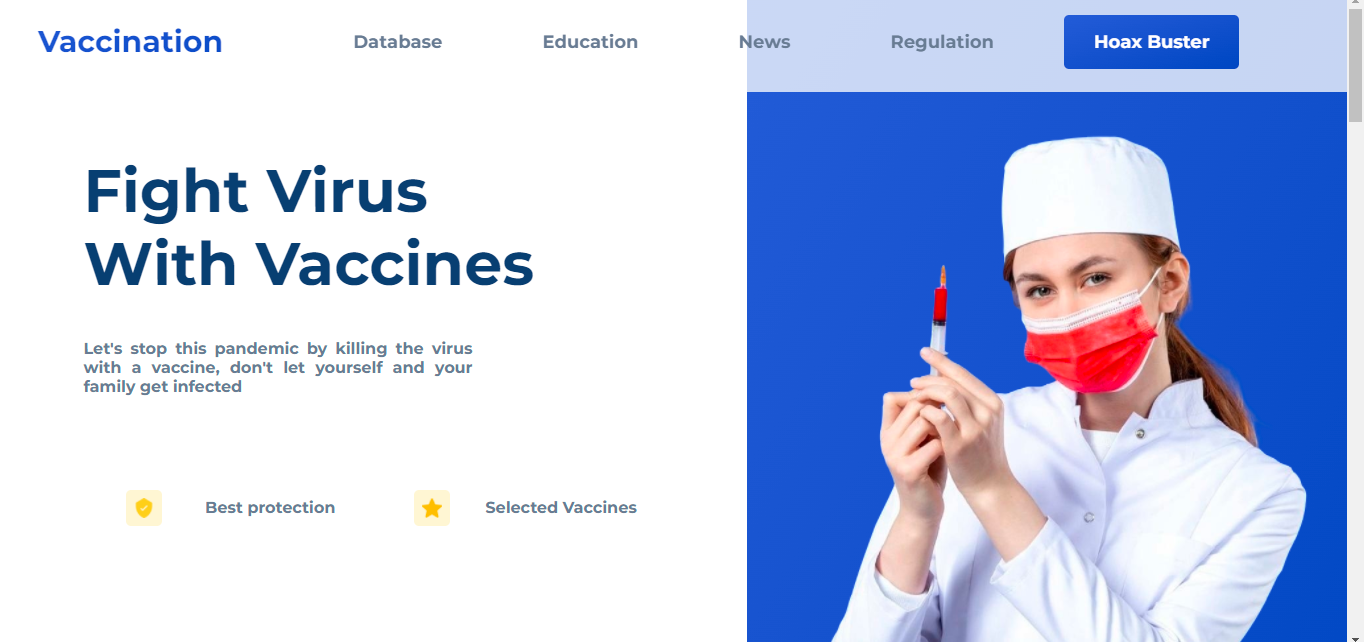 Vaccination
Database
Education
News
Regulation
Hoax Buster
Fight Virus
With Vaccines
Let's stop this pandemic by killing the virus
with a vaccine, don't let yourself and your
family get infected
Best protection
Selected Vaccines